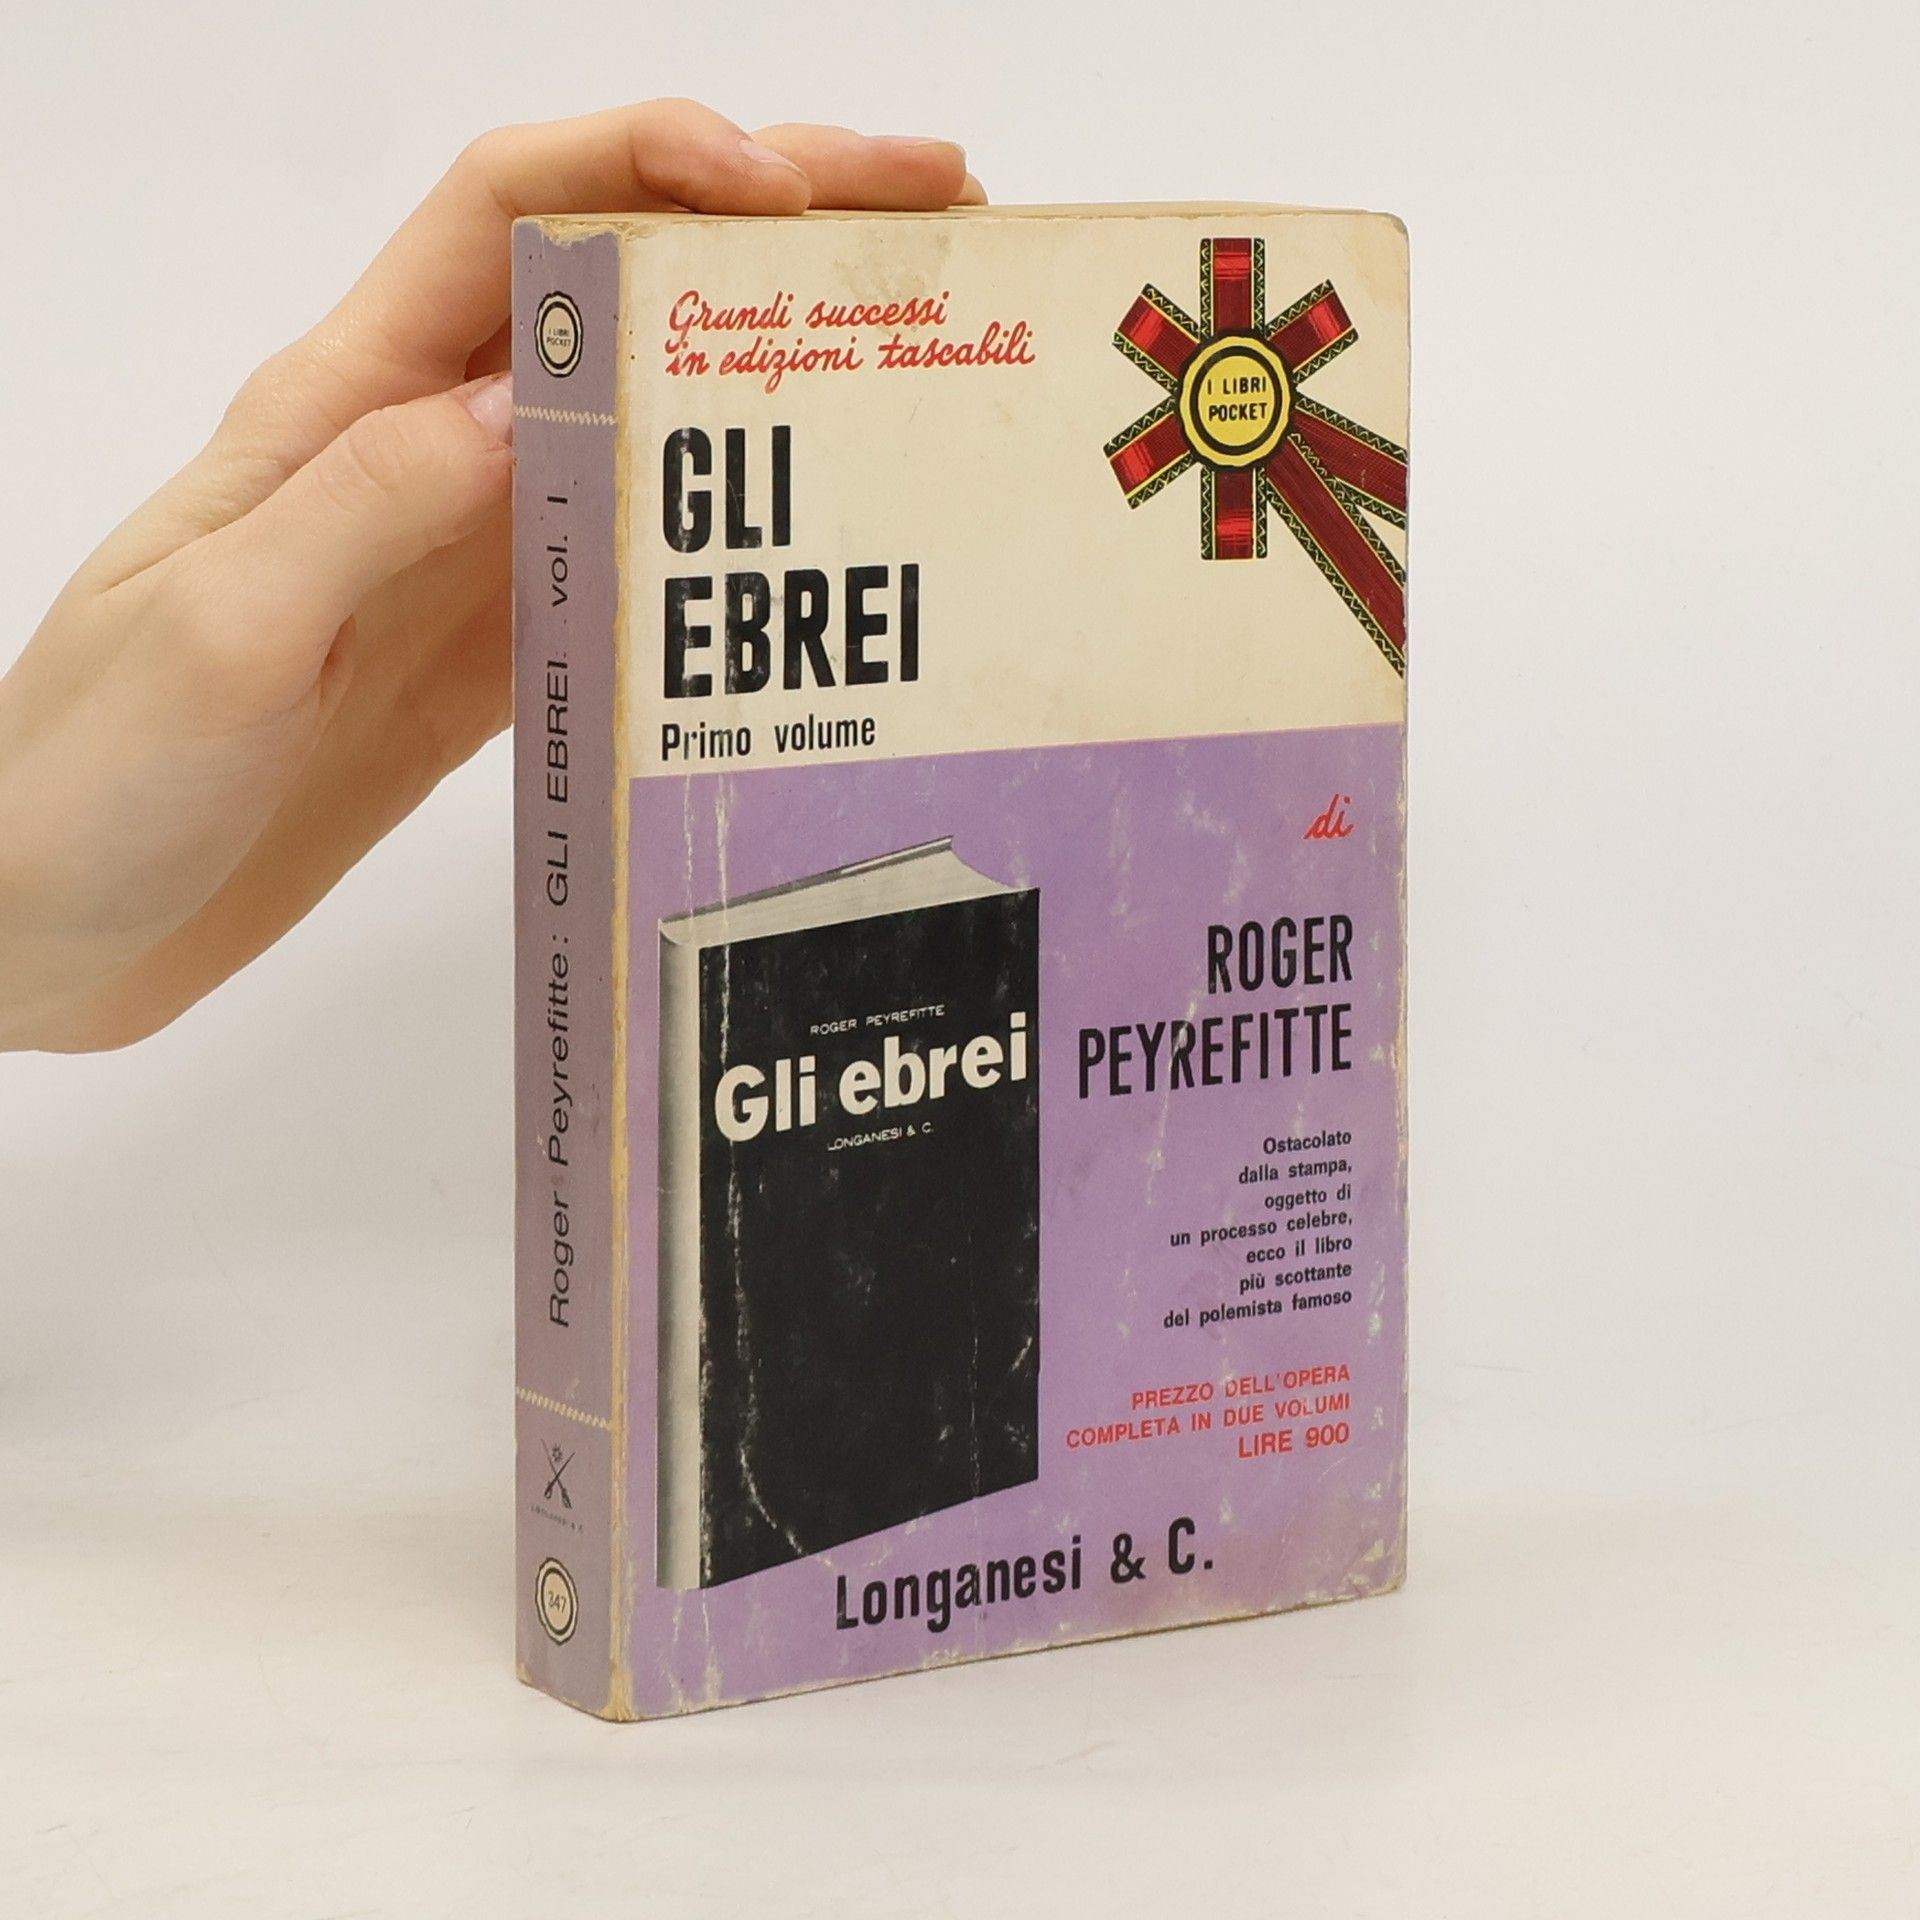 I LIBRI
POCKET
Roger Peyrefitte: GLI EBREI vol. I
347
Grandi successi
in edizioni tascabili
I LIBRI
POCKET
GLI
EBREI
Primo volume
di
ROGER
PEYREFITTE
ROGER PEYREFITTE
Gli ebrei
LONGANESI & C.
Ostacolato
dalla stampa,
oggetto di
un processo celebre,
ecco il libro
più scottante
del polemista famoso
PREZZO DELL'OPERA
COMPLETA IN DUE VOLUMI
LIRE 900
Longanesi & C.